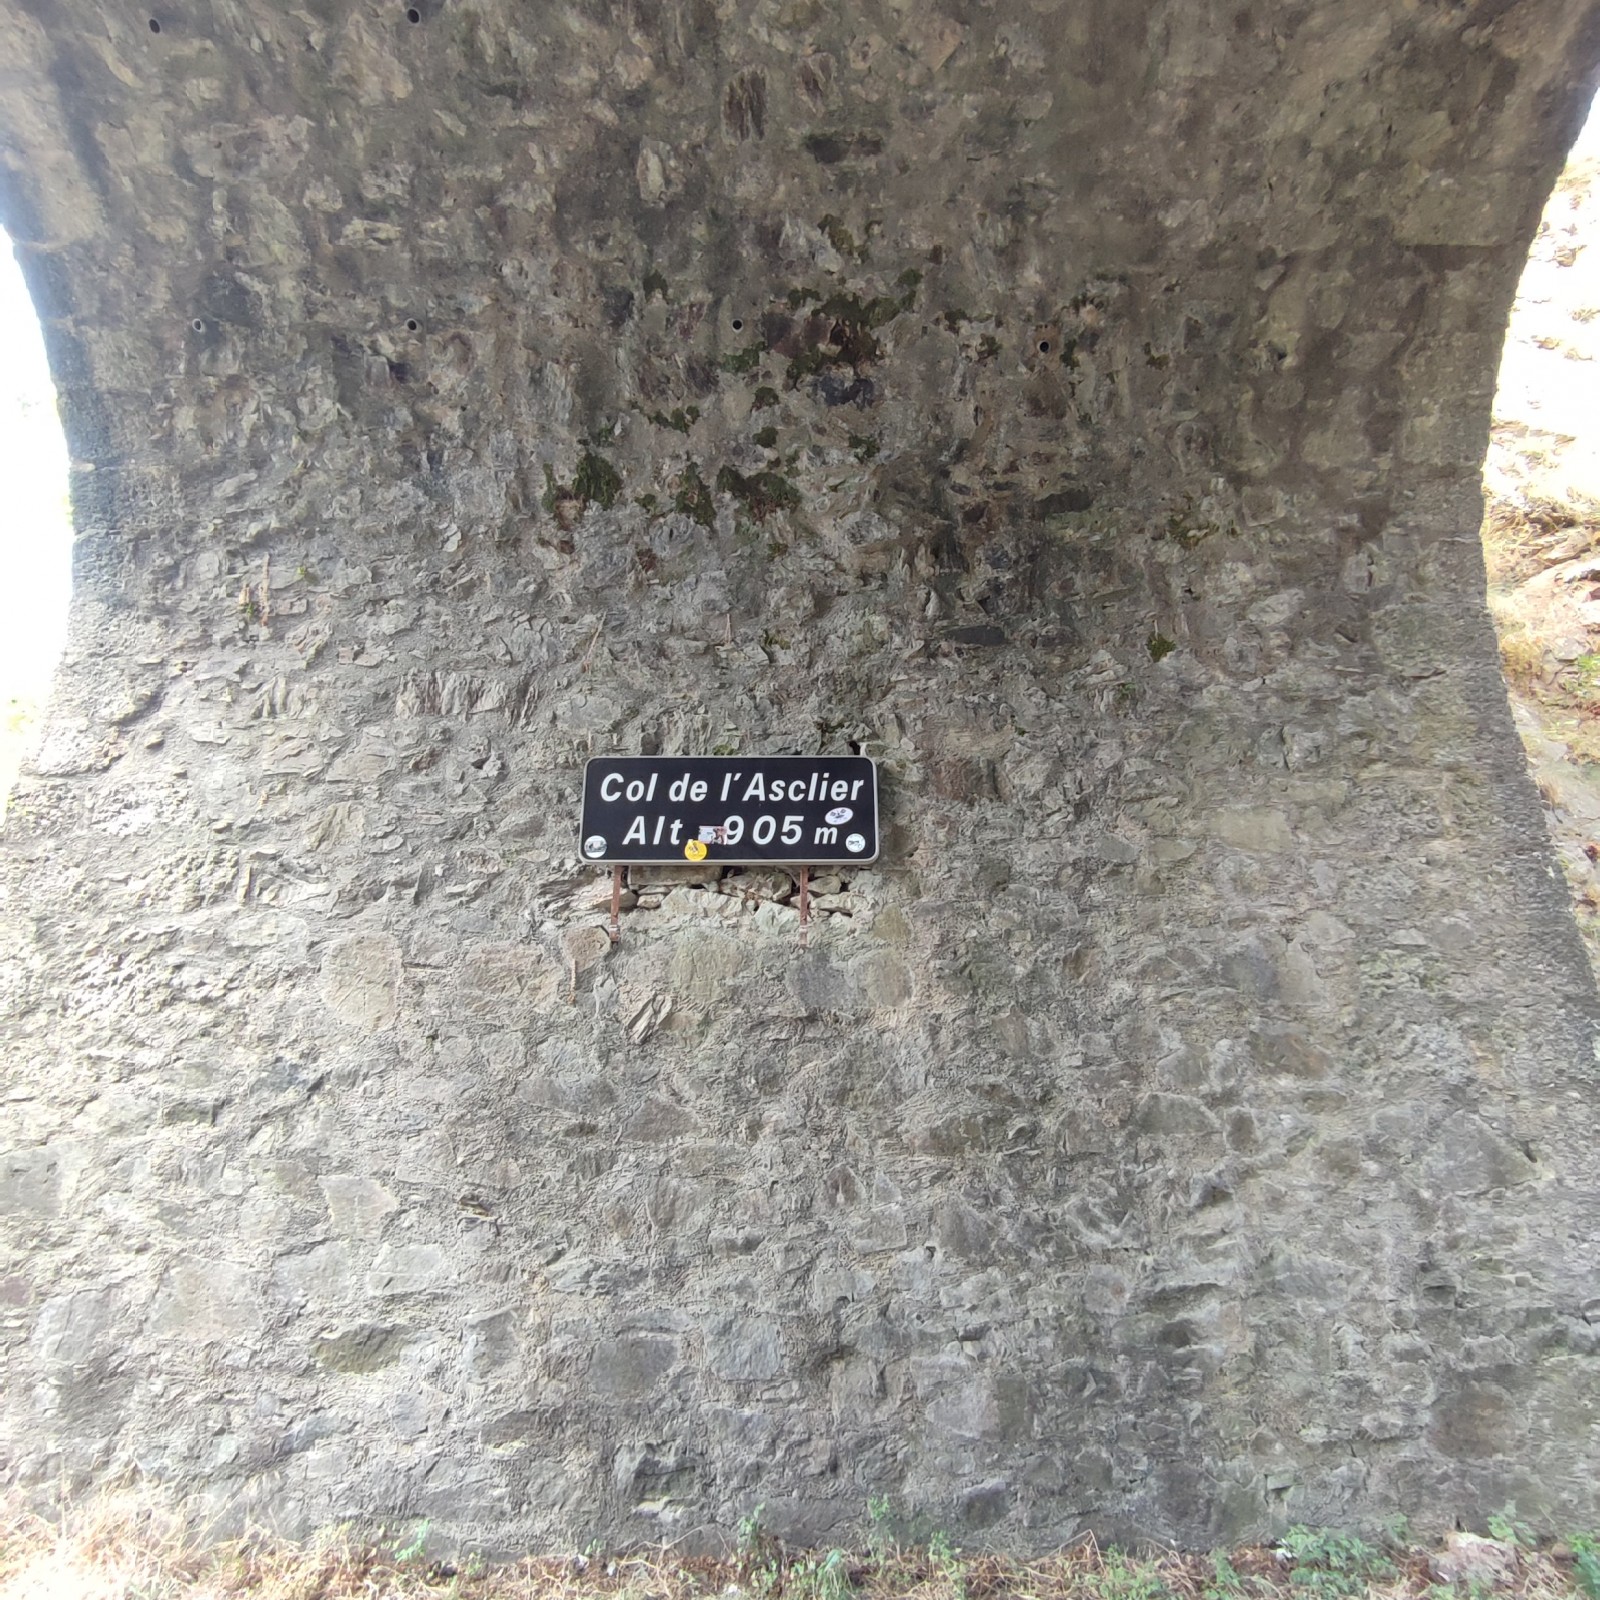 Col de l'Asclier
Alt 905 m